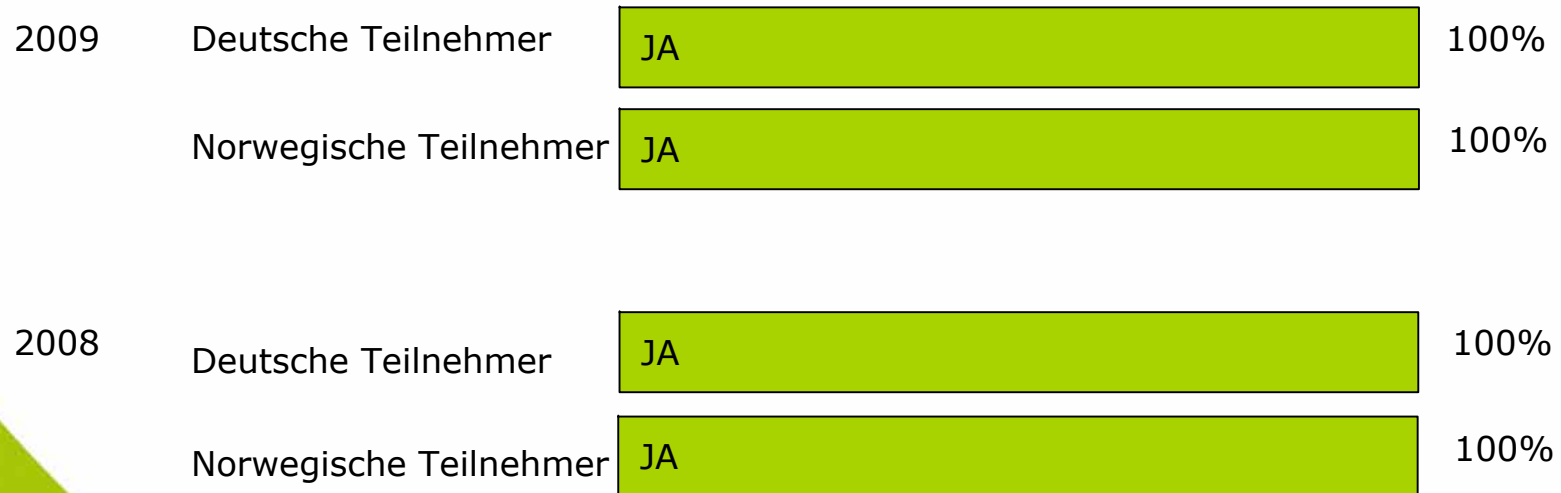 2009 Deutsche Teilnehmer JA 100%
Norwegische Teilnehmer JA 100%
2008 Deutsche Teilnehmer JA 100%
Norwegische Teilnehmer JA 100%